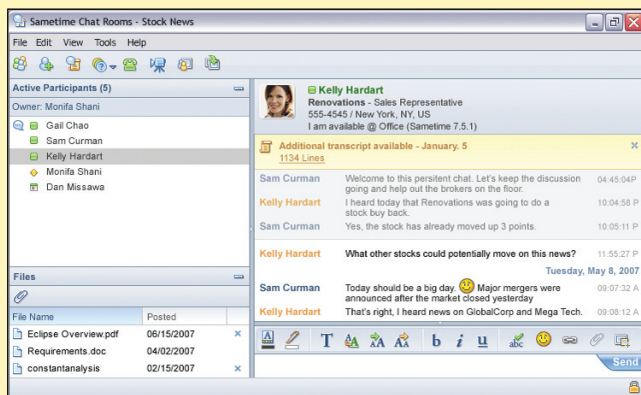 Sametime Chat Rooms - Stock News
File Edit View Tools Help
Active Participants (5)
Owner: Monifa Shani
Gail Chao
Sam Curman
Kelly Hardart
Monifa Shani
Dan Missawa
Files
File Name Posted
Eclipse Overview.pdf 06/15/2007
Requirements.doc 04/02/2007
constantanalysis 02/15/2007
Kelly Hardart
Renovations - Sales Representative
555-4545 / New York, NY, US
I am available @ Office (Sametime 7.5.1)
Additional transcript available - January. 5
1134 Lines
Sam Curman Welcome to this persitent chat. Let's keep the discussion 04:45:04P
going and help out the brokers on the floor.
Kelly Hardart I heard today that Renovations was going to do a 10:04:58 P
stock buy back.
Sam Curman Yes, the stock has already moved up 3 points. 10:05:11 P
Kelly Hardart What other stocks could potentially move on this news? 11:55:27 P
Tuesday, May 8, 2007
Sam Curman Today should be a big day. Major mergers were 09:07:32 A
announced after the market closed yesterday
Kelly Hardart That's right, I heard news on GlobalCorp and Mega Tech. 09:08:12 A
A T AA AA AA b i u abc
Send